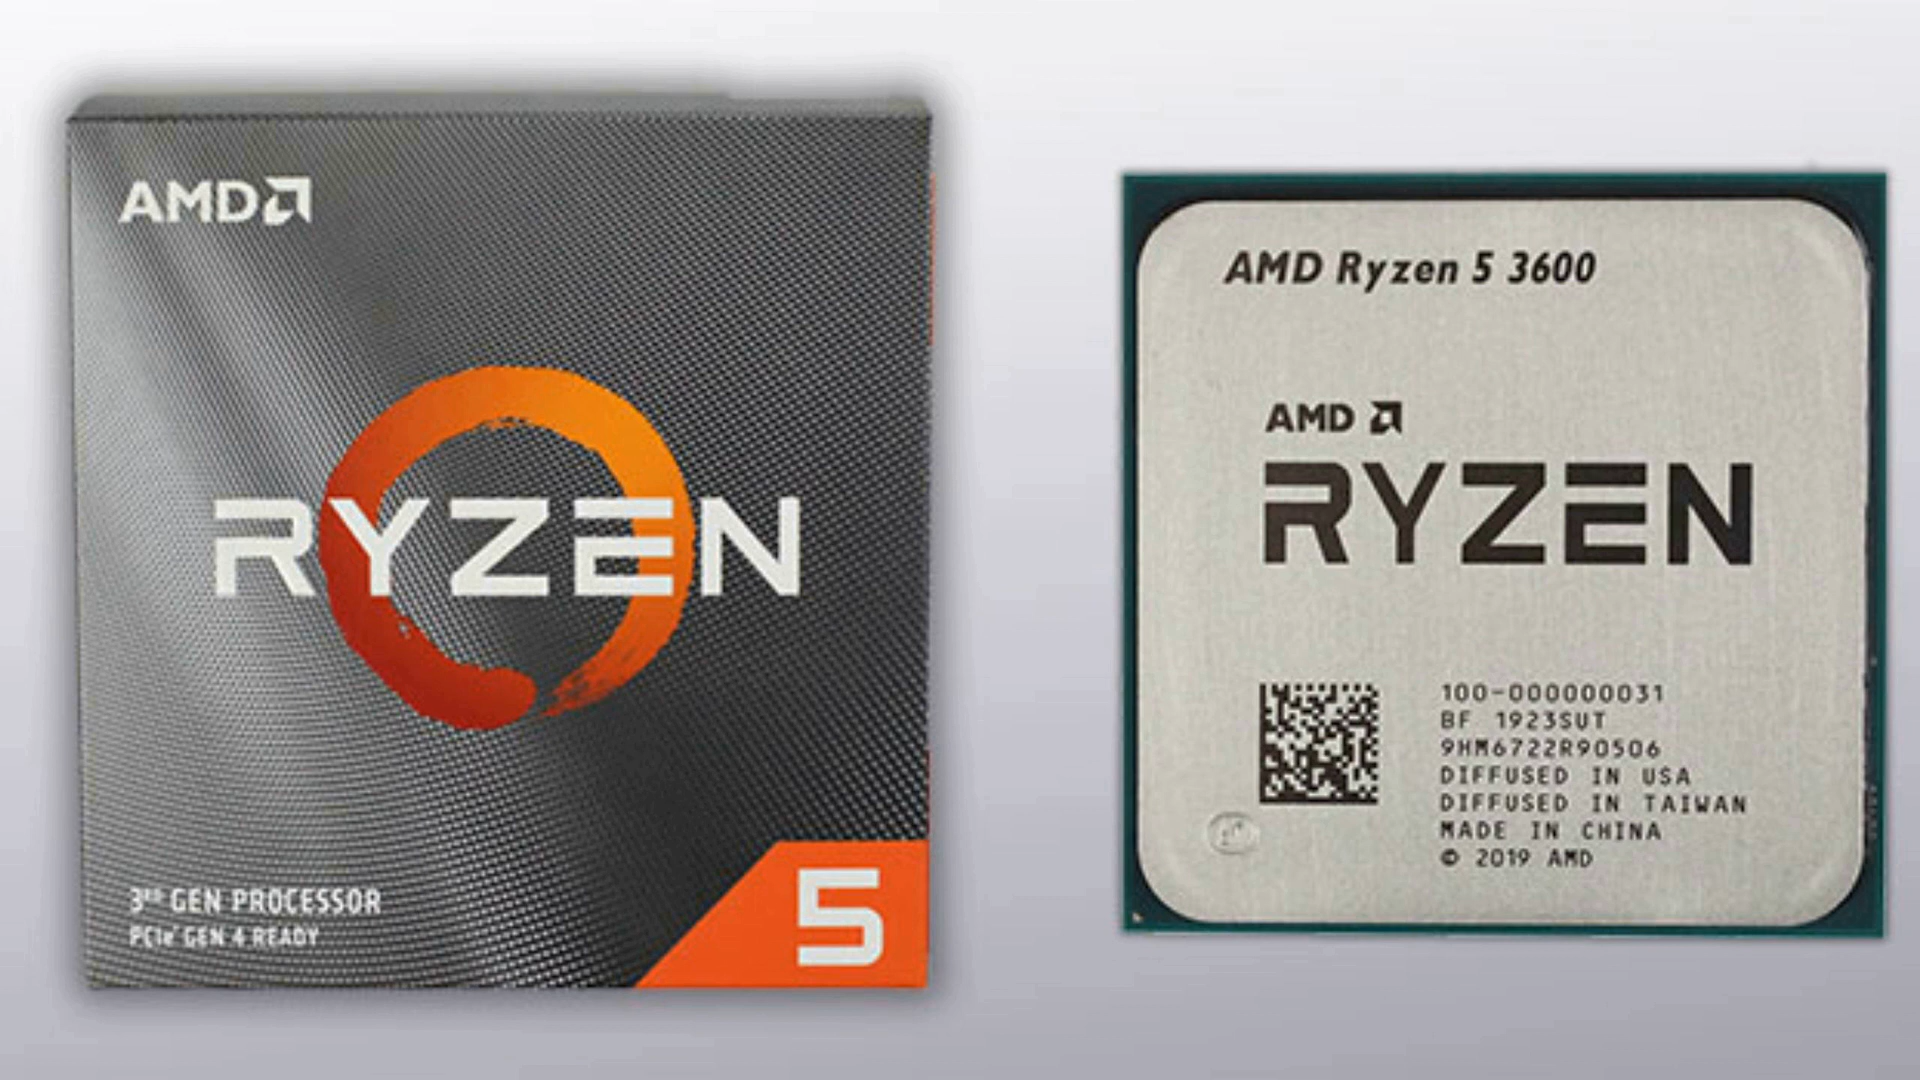 AMD
RYZEN
3RD GEN PROCESSOR
PCIe GEN 4 READY
5
AMD Ryzen 5 3600
AMD
RYZEN
100-000000031
BF 1923SUT
9HM6722R90506
DIFFUSED IN USA
DIFFUSED IN TAIWAN
MADE IN CHINA
© 2019 AMD